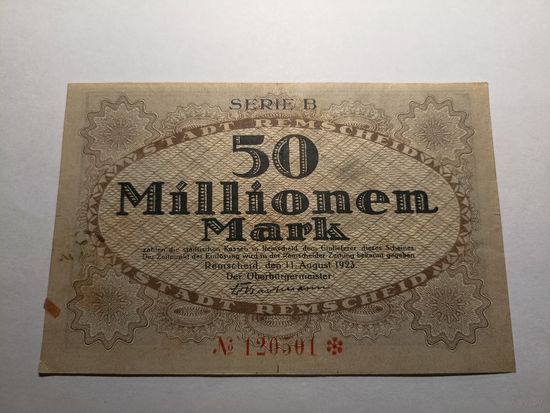 SERIE B
STADT REMSCHEID
50
Millionen
Mark
zahlen die städtischen Kassen in Remscheid dem Einlieferer dieses Scheines.
Der Zeitpunkt der Einlösung wird in der Remscheider Zeitung bekannt gegeben.
Remscheid, den 11. August 1923
Der Oberbürgermeister
STADT REMSCHEID
№ 120501 ✻